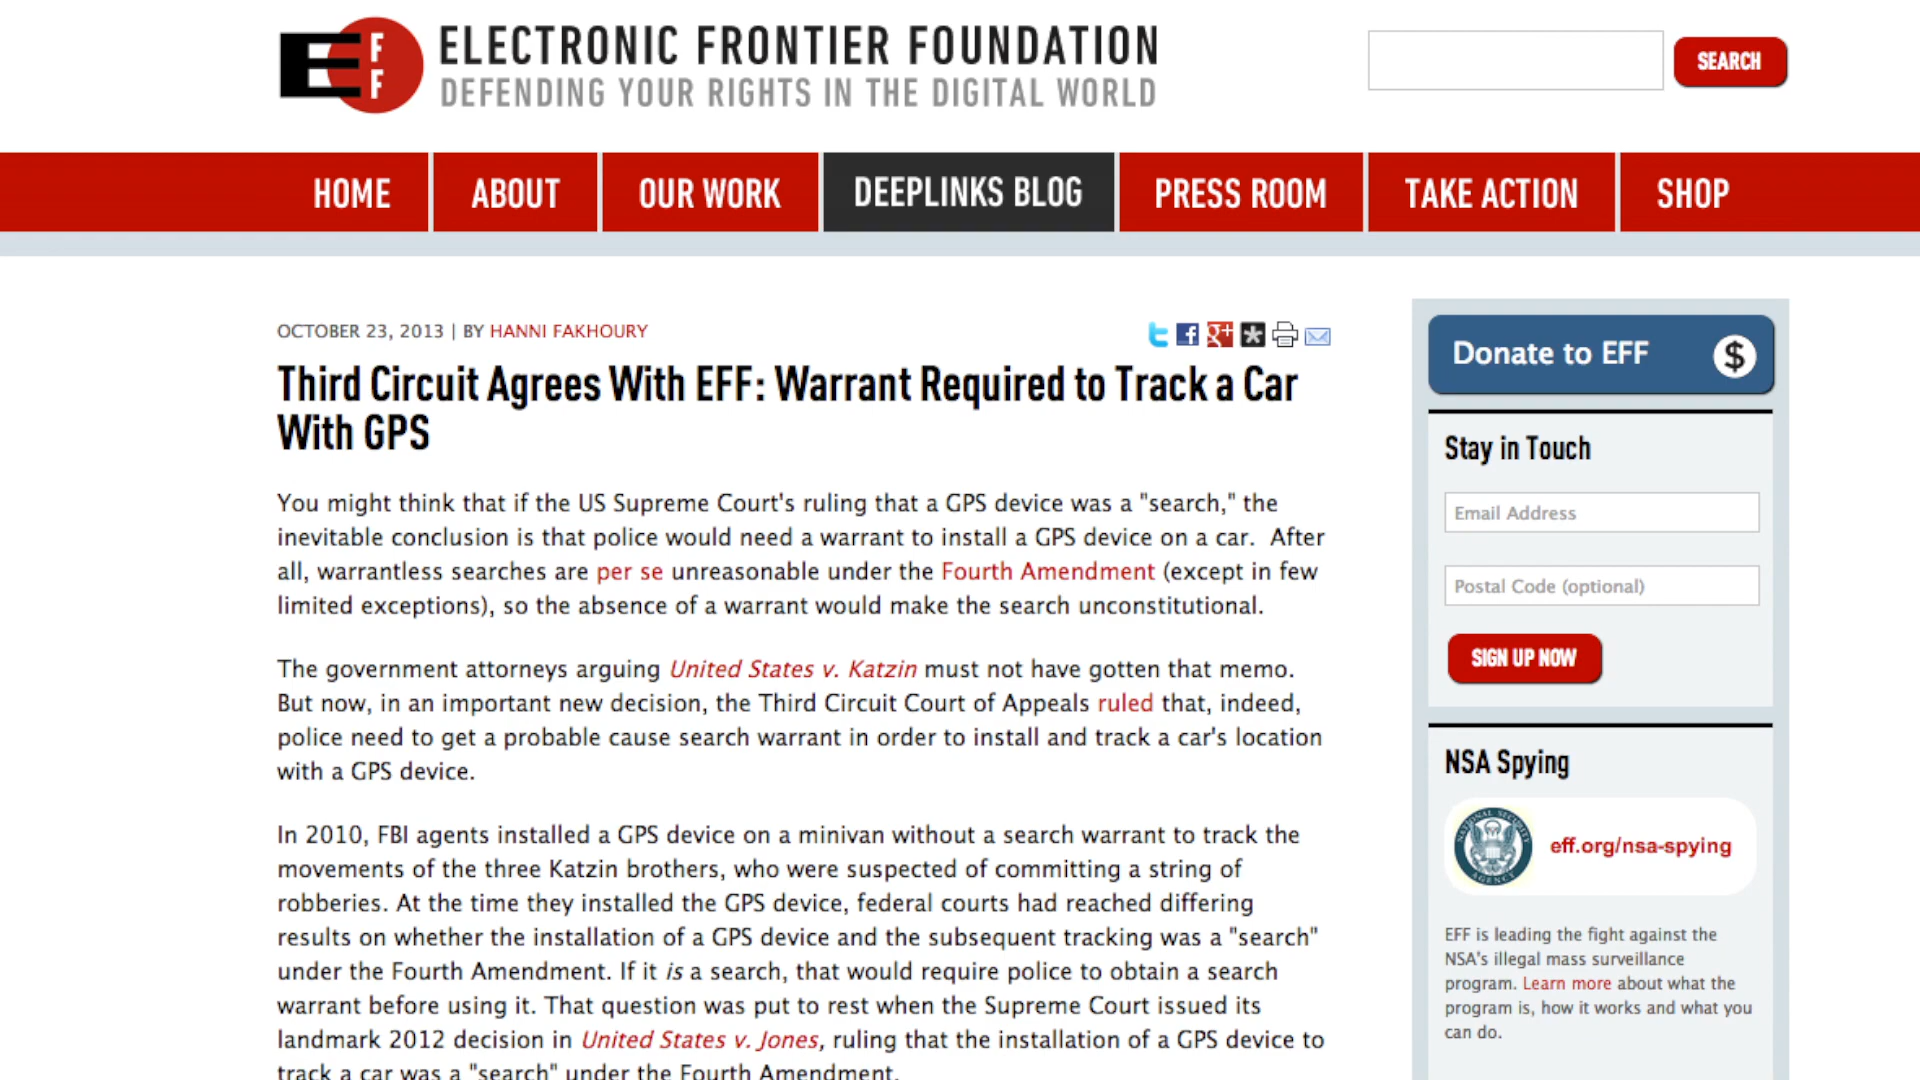 E F F
ELECTRONIC FRONTIER FOUNDATION
DEFENDING YOUR RIGHTS IN THE DIGITAL WORLD
SEARCH
HOME ABOUT OUR WORK DEEPLINKS BLOG PRESS ROOM TAKE ACTION SHOP
OCTOBER 23, 2013 | BY HANNI FAKHOURY
Third Circuit Agrees With EFF: Warrant Required to Track a Car
With GPS
You might think that if the US Supreme Court's ruling that a GPS device was a "search," the
inevitable conclusion is that police would need a warrant to install a GPS device on a car. After
all, warrantless searches are per se unreasonable under the Fourth Amendment (except in few
limited exceptions), so the absence of a warrant would make the search unconstitutional.
The government attorneys arguing United States v. Katzin must not have gotten that memo.
But now, in an important new decision, the Third Circuit Court of Appeals ruled that, indeed,
police need to get a probable cause search warrant in order to install and track a car's location
with a GPS device.
In 2010, FBI agents installed a GPS device on a minivan without a search warrant to track the
movements of the three Katzin brothers, who were suspected of committing a string of
robberies. At the time they installed the GPS device, federal courts had reached differing
results on whether the installation of a GPS device and the subsequent tracking was a "search"
under the Fourth Amendment. If it is a search, that would require police to obtain a search
warrant before using it. That question was put to rest when the Supreme Court issued its
landmark 2012 decision in United States v. Jones, ruling that the installation of a GPS device to
track a car was a "search" under the Fourth Amendment.
Donate to EFF $
Stay in Touch
Email Address
Postal Code (optional)
SIGN UP NOW
NSA Spying
NATIONAL SECURITY AGENCY
eff.org/nsa-spying
EFF is leading the fight against the
NSA's illegal mass surveillance
program. Learn more about what the
program is, how it works and what you
can do.